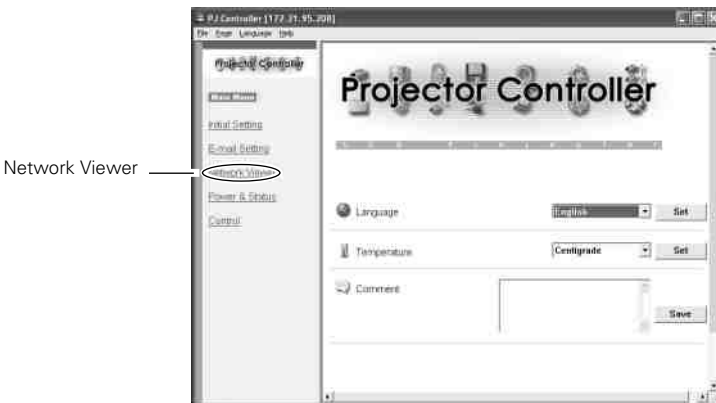 PJ Controller [172.21.95.208]
File Page Language Help
Projector Controller
Main Menu
Initial Setting
E-mail Setting
Network Viewer
Network Viewer
Power & Status
Control
Projector Controller
Language
English
Set
Temperature
Centigrade
Set
Comment
Save